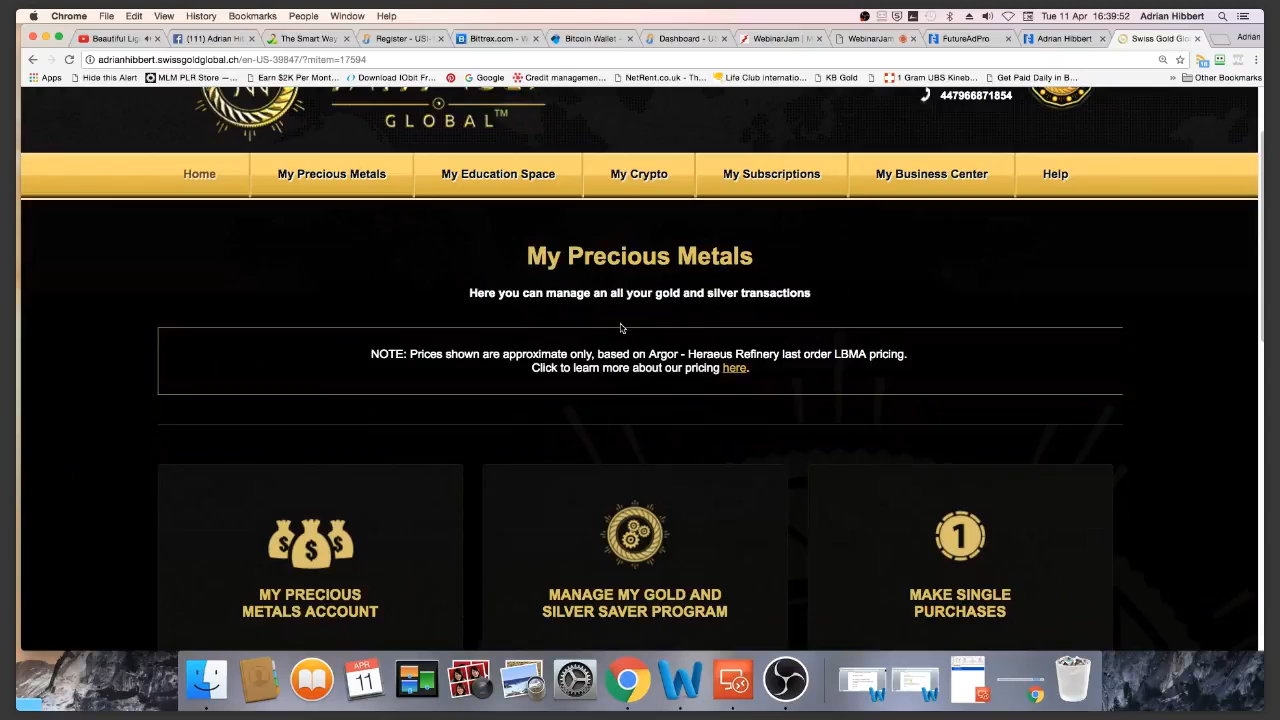 Chrome File Edit View History Bookmarks People Window Help Tue 11 Apr 16:39:52 Adrian Hibbert
Beautiful Lig (111) Adrian Hi The Smart Way Register - USI- Bittrex.com - W Bitcoin Wallet - Dashboard - US WebinarJam | M WebinarJam FutureAdPro Adrian Hibbert Swiss Gold Glo Adrian
adrianhibbert.swissgoldglobal.ch/en-US-39847/?mitem=17594
Apps Hide this Alert MLM PLR Store -... Earn $2K Per Mont... Download IObit Fr... Google Credit managemen... NetRent.co.uk - Th... Life Club internatio... KB Gold 1 Gram UBS Kineb... Get Paid Daily in B... » Other Bookmarks
447966871854
GLOBAL™
Home My Precious Metals My Education Space My Crypto My Subscriptions My Business Center Help
My Precious Metals
Here you can manage an all your gold and silver transactions
NOTE: Prices shown are approximate only, based on Argor - Heraeus Refinery last order LBMA pricing.
Click to learn more about our pricing here.
$ $ $
1
MY PRECIOUS
METALS ACCOUNT
MANAGE MY GOLD AND
SILVER SAVER PROGRAM
MAKE SINGLE
PURCHASES
APR
11